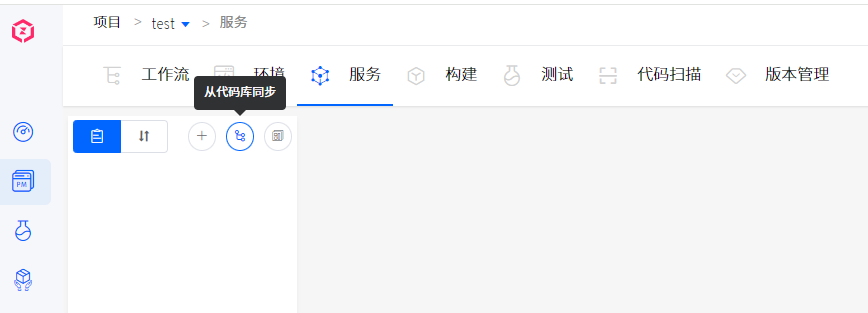 项目 > test > 服务
工作流 环境 服务 构建 测试 代码扫描 版本管理
从代码库同步
PM